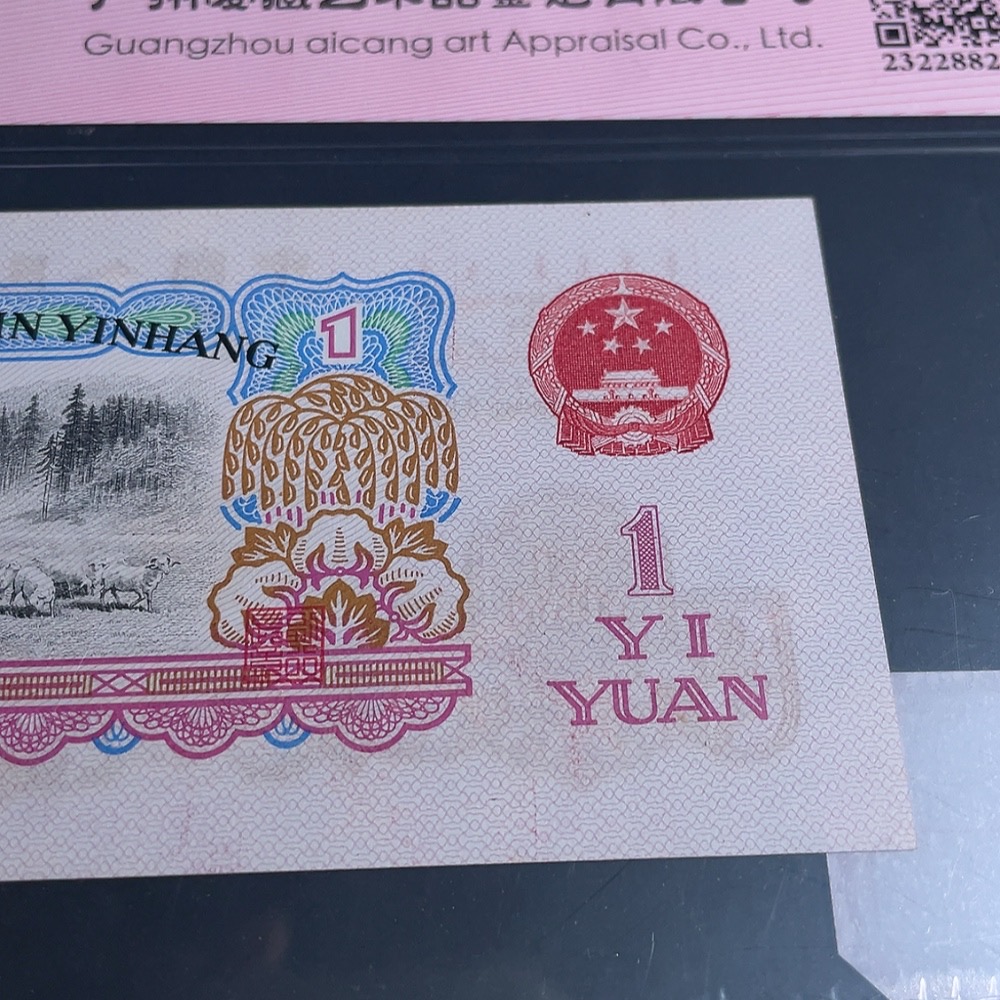 Guangzhou aicang art Appraisal Co., Ltd.
2322882
IN YINHANG
1
1
YI
YUAN